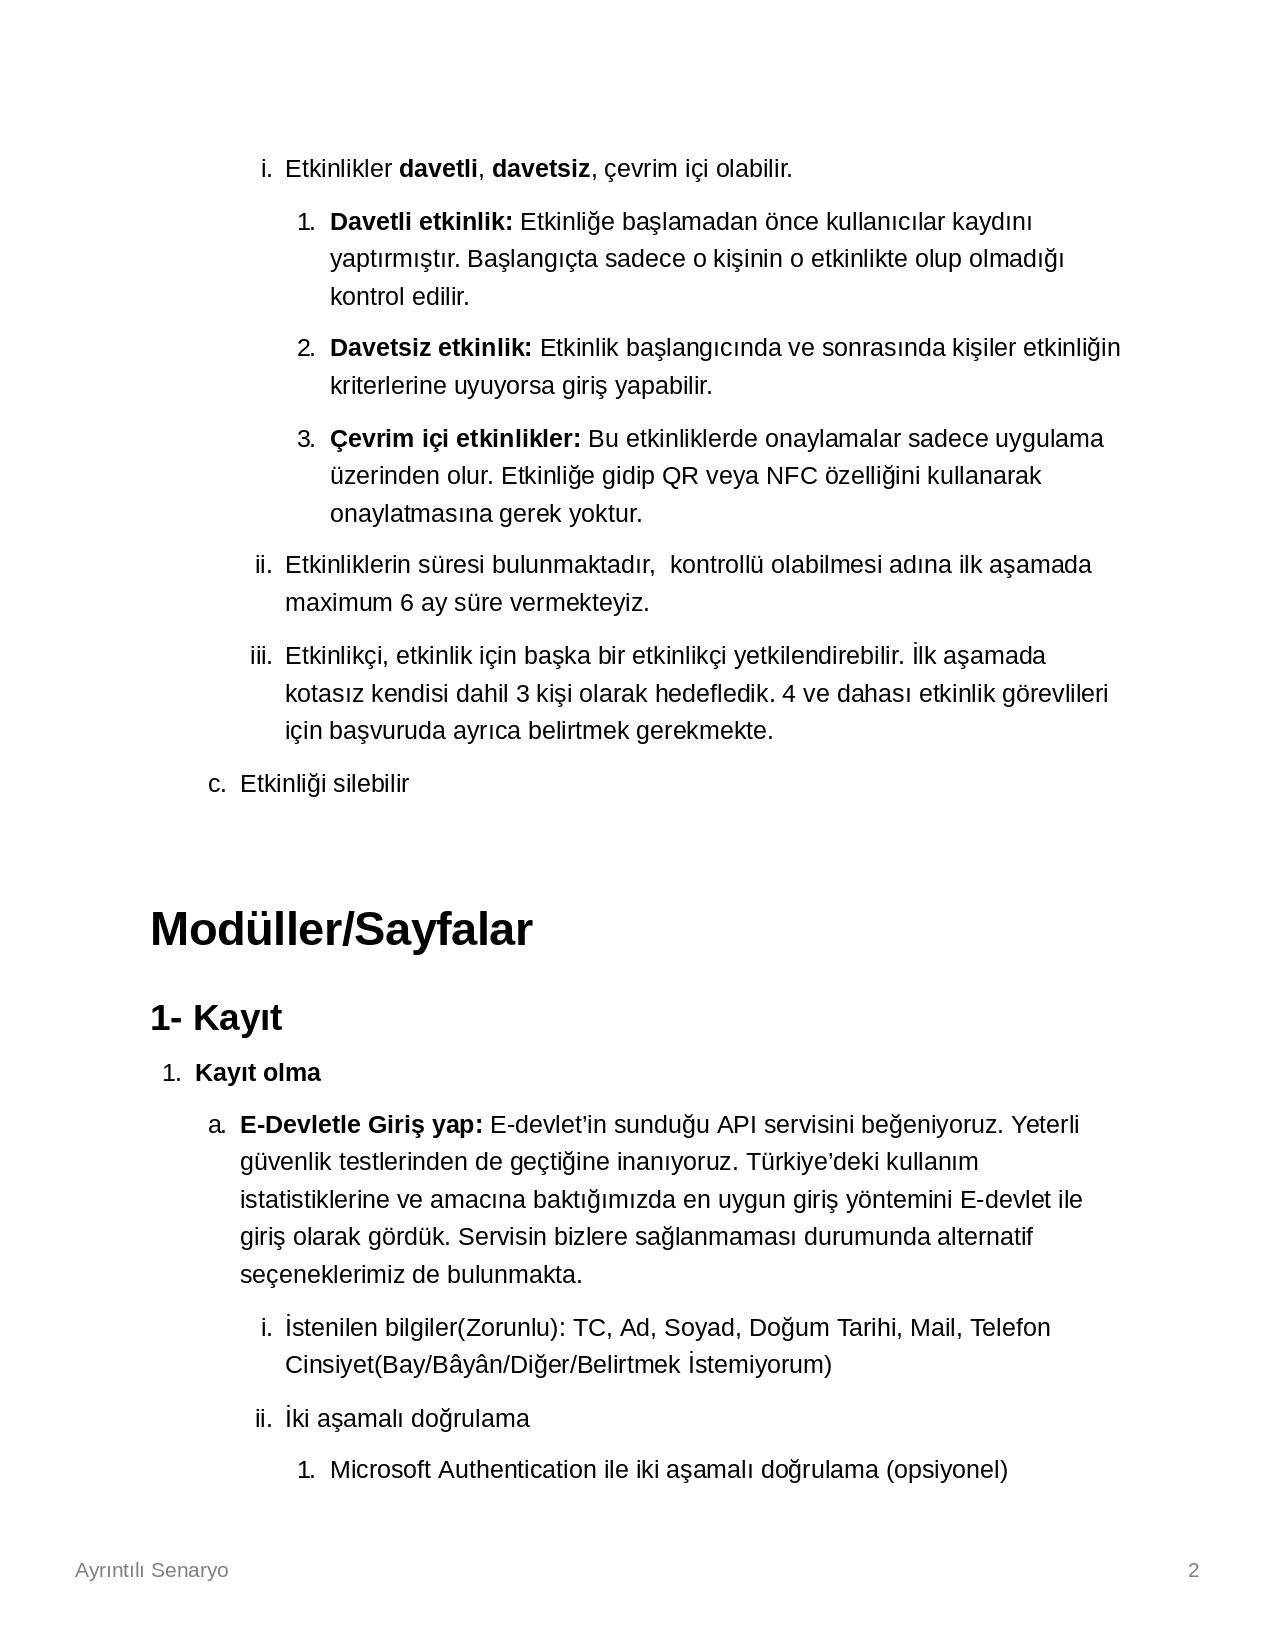 i. Etkinlikler davetli, davetsiz, çevrim içi olabilir.
1. Davetli etkinlik: Etkinliğe başlamadan önce kullanıcılar kaydını
yaptırmıştır. Başlangıçta sadece o kişinin o etkinlikte olup olmadığı
kontrol edilir.
2. Davetsiz etkinlik: Etkinlik başlangıcında ve sonrasında kişiler etkinliğin
kriterlerine uyuyorsa giriş yapabilir.
3. Çevrim içi etkinlikler: Bu etkinliklerde onaylamalar sadece uygulama
üzerinden olur. Etkinliğe gidip QR veya NFC özelliğini kullanarak
onaylatmasına gerek yoktur.
ii. Etkinliklerin süresi bulunmaktadır,  kontrollü olabilmesi adına ilk aşamada
maximum 6 ay süre vermekteyiz.
iii. Etkinlikçi, etkinlik için başka bir etkinlikçi yetkilendirebilir. İlk aşamada
kotasız kendisi dahil 3 kişi olarak hedefledik. 4 ve dahası etkinlik görevlileri
için başvuruda ayrıca belirtmek gerekmekte.
c. Etkinliği silebilir
Modüller/Sayfalar
1- Kayıt
1. Kayıt olma
a. E-Devletle Giriş yap: E-devlet’in sunduğu API servisini beğeniyoruz. Yeterli
güvenlik testlerinden de geçtiğine inanıyoruz. Türkiye’deki kullanım
istatistiklerine ve amacına baktığımızda en uygun giriş yöntemini E-devlet ile
giriş olarak gördük. Servisin bizlere sağlanmaması durumunda alternatif
seçeneklerimiz de bulunmakta.
i. İstenilen bilgiler(Zorunlu): TC, Ad, Soyad, Doğum Tarihi, Mail, Telefon
Cinsiyet(Bay/Bâyân/Diğer/Belirtmek İstemiyorum)
ii. İki aşamalı doğrulama
1. Microsoft Authentication ile iki aşamalı doğrulama (opsiyonel)
Ayrıntılı Senaryo
2